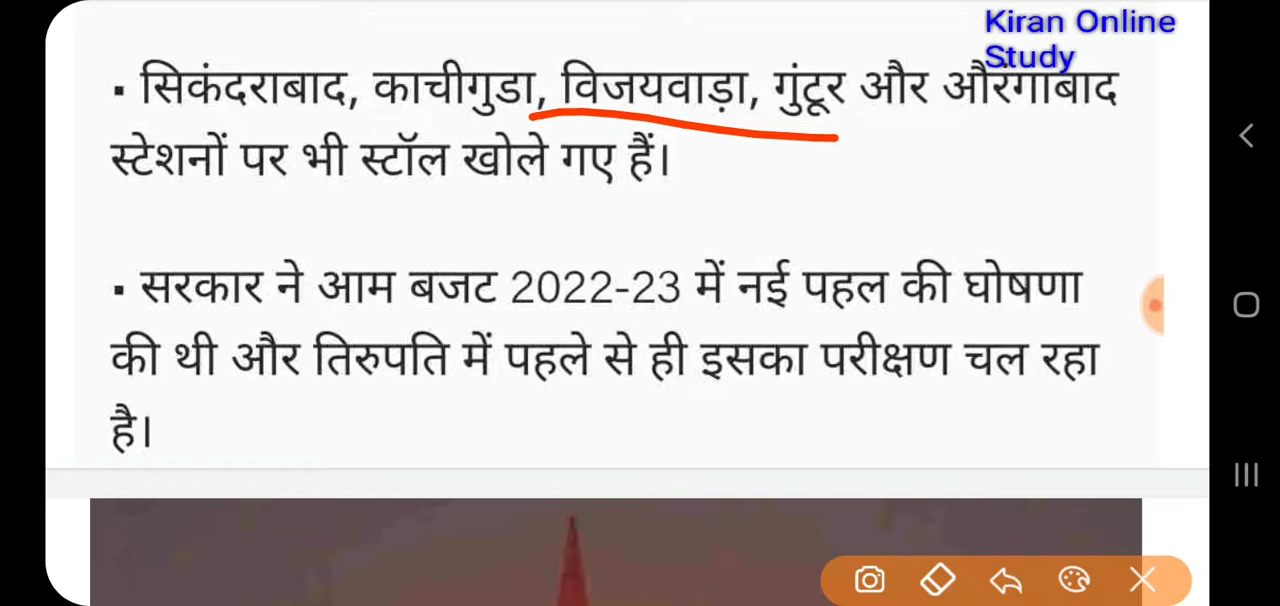 Kiran Online
Study
▪ सिकंदराबाद, काचीगुडा, विजयवाड़ा, गुंटूर और औरंगाबाद
स्टेशनों पर भी स्टॉल खोले गए हैं।
▪ सरकार ने आम बजट 2022-23 में नई पहल की घोषणा
की थी और तिरुपति में पहले से ही इसका परीक्षण चल रहा
है।